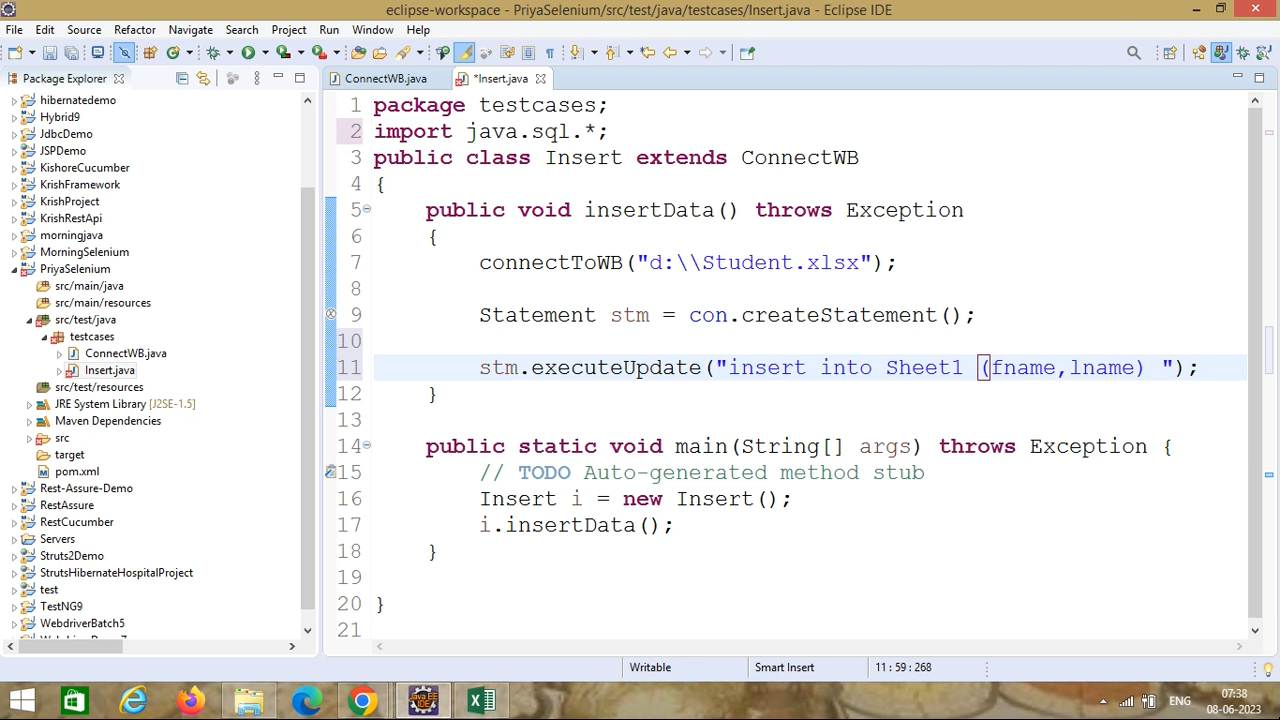 eclipse-workspace - PriyaSelenium/src/test/java/testcases/Insert.java - Eclipse IDE
File Edit Source Refactor Navigate Search Project Run Window Help
Package Explorer
hibernatedemo
Hybrid9
JdbcDemo
JSPDemo
KishoreCucumber
KrishFramework
KrishProject
KrishRestApi
morningjava
MorningSelenium
PriyaSelenium
src/main/java
src/main/resources
src/test/java
testcases
ConnectWB.java
Insert.java
src/test/resources
JRE System Library [J2SE-1.5]
Maven Dependencies
src
target
pom.xml
Rest-Assure-Demo
RestAssure
RestCucumber
Servers
Struts2Demo
StrutsHibernateHospitalProject
test
TestNG9
WebdriverBatch5
ConnectWB.java *Insert.java
1 package testcases;
2 import java.sql.*;
3 public class Insert extends ConnectWB
4 {
5 public void insertData() throws Exception
6 {
7 connectToWB("d:\\Student.xlsx");
8
9 Statement stm = con.createStatement();
10
11 stm.executeUpdate("insert into Sheet1 (fname,lname) ");
12 }
13
14 public static void main(String[] args) throws Exception {
15 // TODO Auto-generated method stub
16 Insert i = new Insert();
17 i.insertData();
18 }
19
20 }
21
Writable Smart Insert 11 : 59 : 268
Java EE IDE
ENG
07:38
08-06-2023